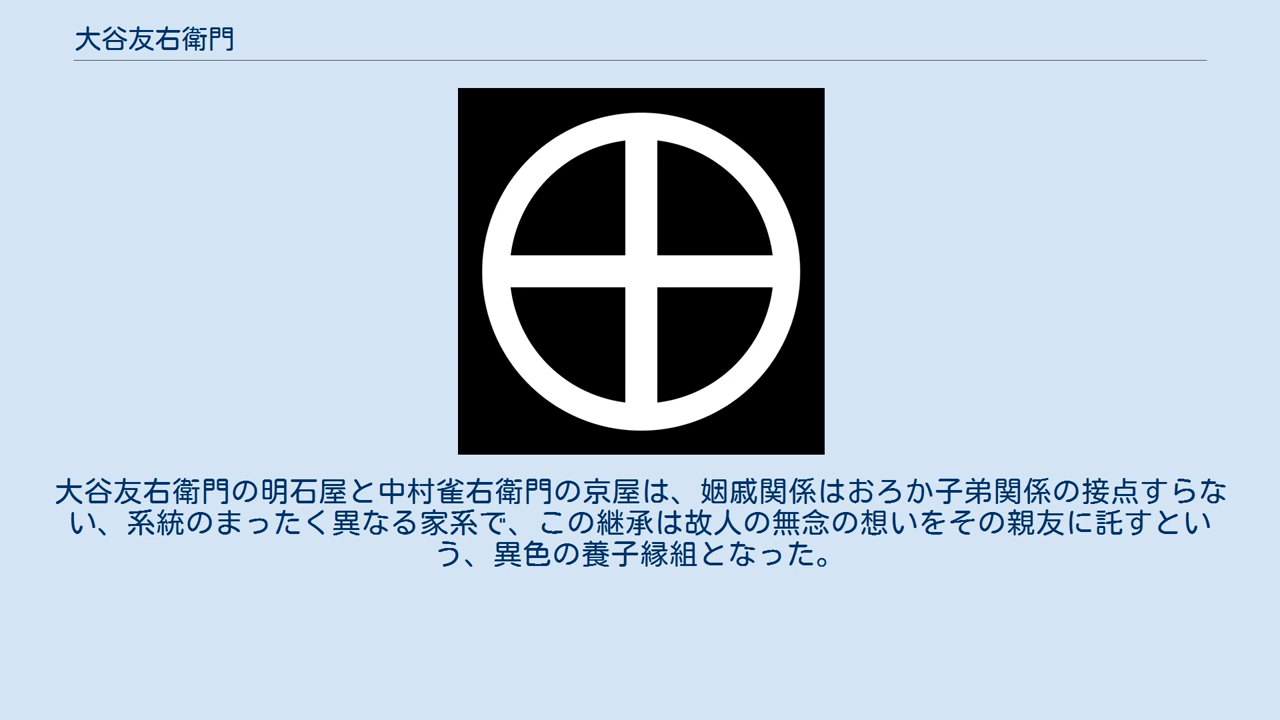 大谷友右衛門
大谷友右衛門の明石屋と中村雀右衛門の京屋は、姻戚関係はおろか子弟関係の接点すらな
い、系統のまったく異なる家系で、この継承は故人の無念の想いをその親友に託すとい
う、異色の養子縁組となった。